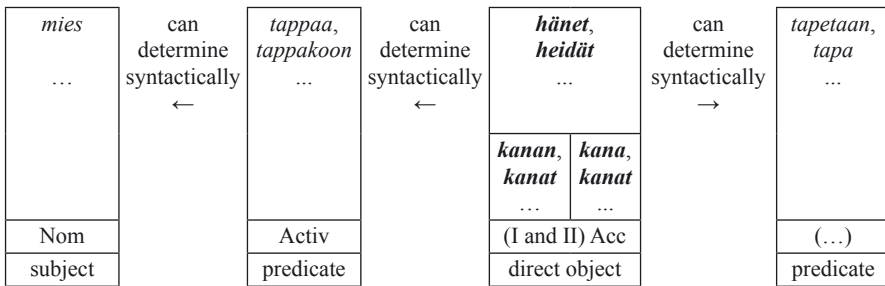 mies can tappaa, can hänet, can tapetaan,
determine tappakoon determine heidät determine tapa
… syntactically ... syntactically ... syntactically ...
← ← →
kanan, kana,
kanat kanat
… ...
Nom Activ (I and II) Acc (…)
subject predicate direct object predicate